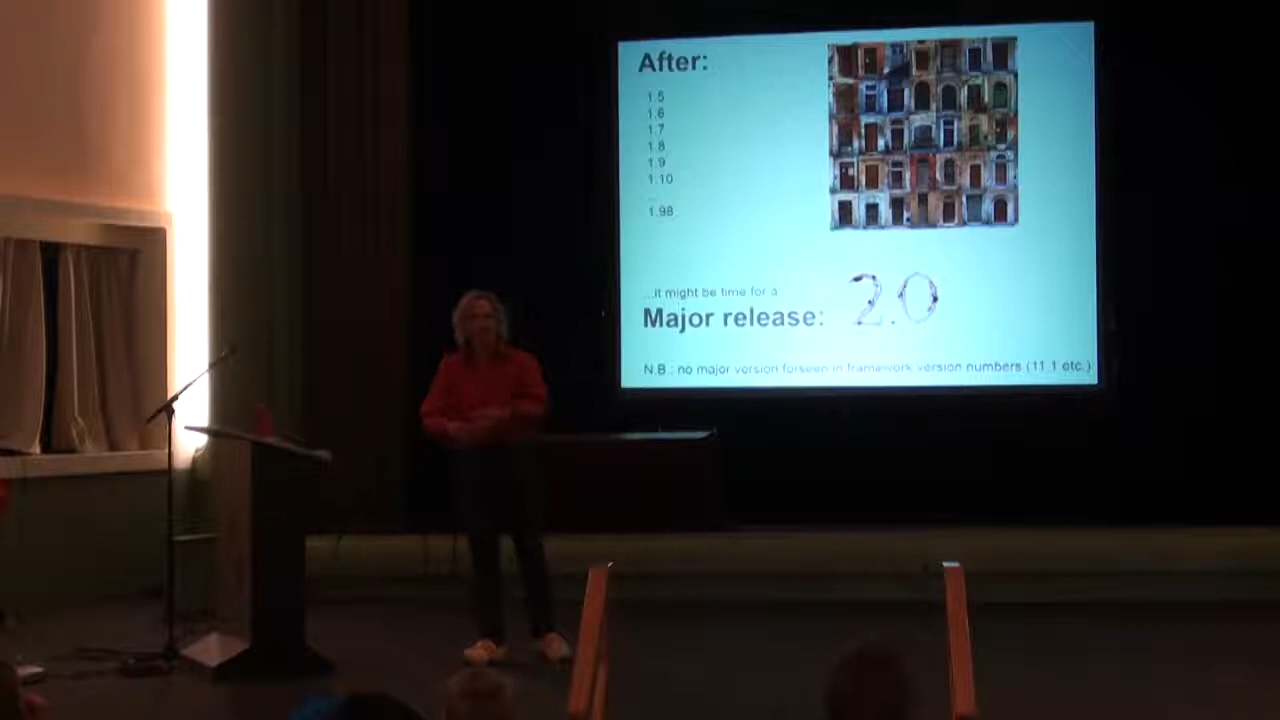 After:
1.5
1.6
1.7
1.8
1.9
1.10
...
1.98
...it might be time for a
Major release: 2.0
N.B.: no major version forseen in framework version numbers (11.1 etc.)